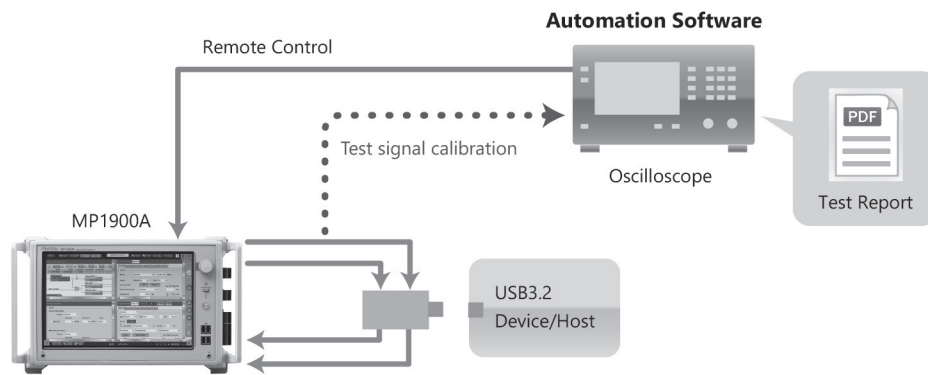 Automation Software
Remote Control
Test signal calibration
PDF
Oscilloscope
Test Report
MP1900A
USB3.2
Device/Host